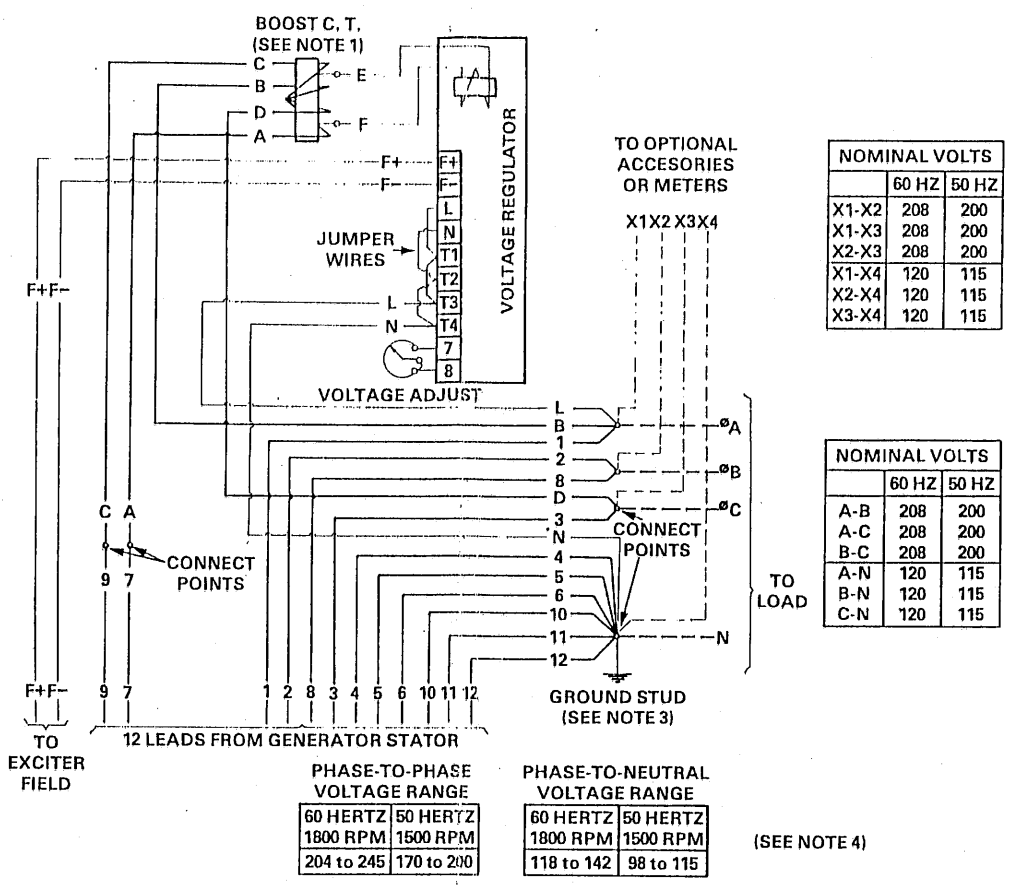 BOOST C, T,
(SEE NOTE 1)
C
B
D
A
E
F
VOLTAGE REGULATOR
F+
F-
F+
F-
L
N
T1
T2
T3
T4
7
8
JUMPER
WIRES
L
N
VOLTAGE ADJUST
F+F-
TO OPTIONAL
ACCESORIES
OR METERS
X1 X2 X3 X4
NOMINAL VOLTS
60 HZ 50 HZ
X1-X2 208 200
X1-X3 208 200
X2-X3 208 200
X1-X4 120 115
X2-X4 120 115
X3-X4 120 115
L
B
1
2
8
D
3
N
4
5
6
10
11
12
ØA
ØB
ØC
N
CONNECT
POINTS
C A
CONNECT
POINTS
9 7
TO
LOAD
NOMINAL VOLTS
60 HZ 50 HZ
A-B 208 200
A-C 208 200
B-C 208 200
A-N 120 115
B-N 120 115
C-N 120 115
GROUND STUD
(SEE NOTE 3)
F+F- 9 7 1 2 8 3 4 5 6 10 11 12
TO
EXCITER
FIELD
12 LEADS FROM GENERATOR STATOR
PHASE-TO-PHASE
VOLTAGE RANGE
60 HERTZ 50 HERTZ
1800 RPM 1500 RPM
204 to 245 170 to 200
PHASE-TO-NEUTRAL
VOLTAGE RANGE
60 HERTZ 50 HERTZ
1800 RPM 1500 RPM
118 to 142 98 to 115
(SEE NOTE 4)